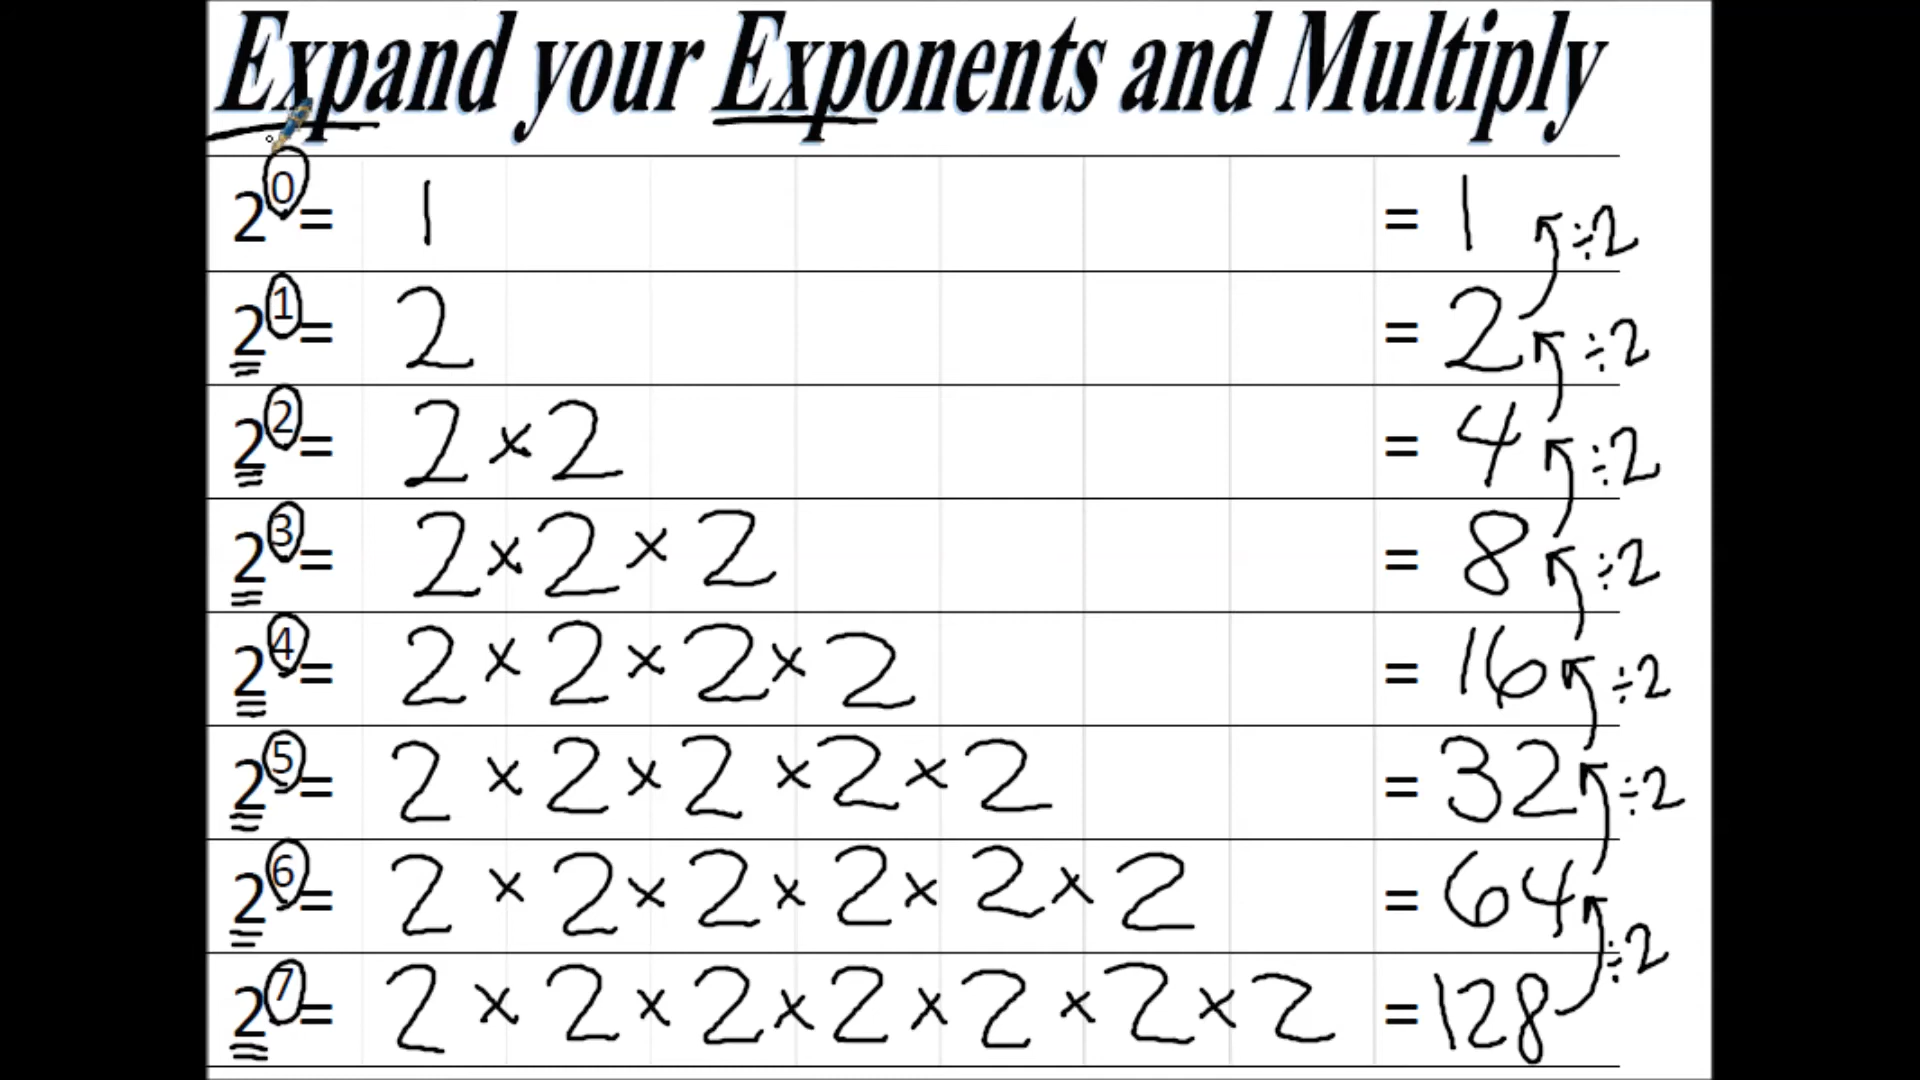 Expand your Exponents and Multiply
2⁰ = 1 = 1 ÷2
2¹ = 2 = 2 ÷2
2² = 2 × 2 = 4 ÷2
2³ = 2 × 2 × 2 = 8 ÷2
2⁴ = 2 × 2 × 2 × 2 = 16 ÷2
2⁵ = 2 × 2 × 2 × 2 × 2 = 32 ÷2
2⁶ = 2 × 2 × 2 × 2 × 2 × 2 = 64 ÷2
2⁷ = 2 × 2 × 2 × 2 × 2 × 2 × 2 = 128